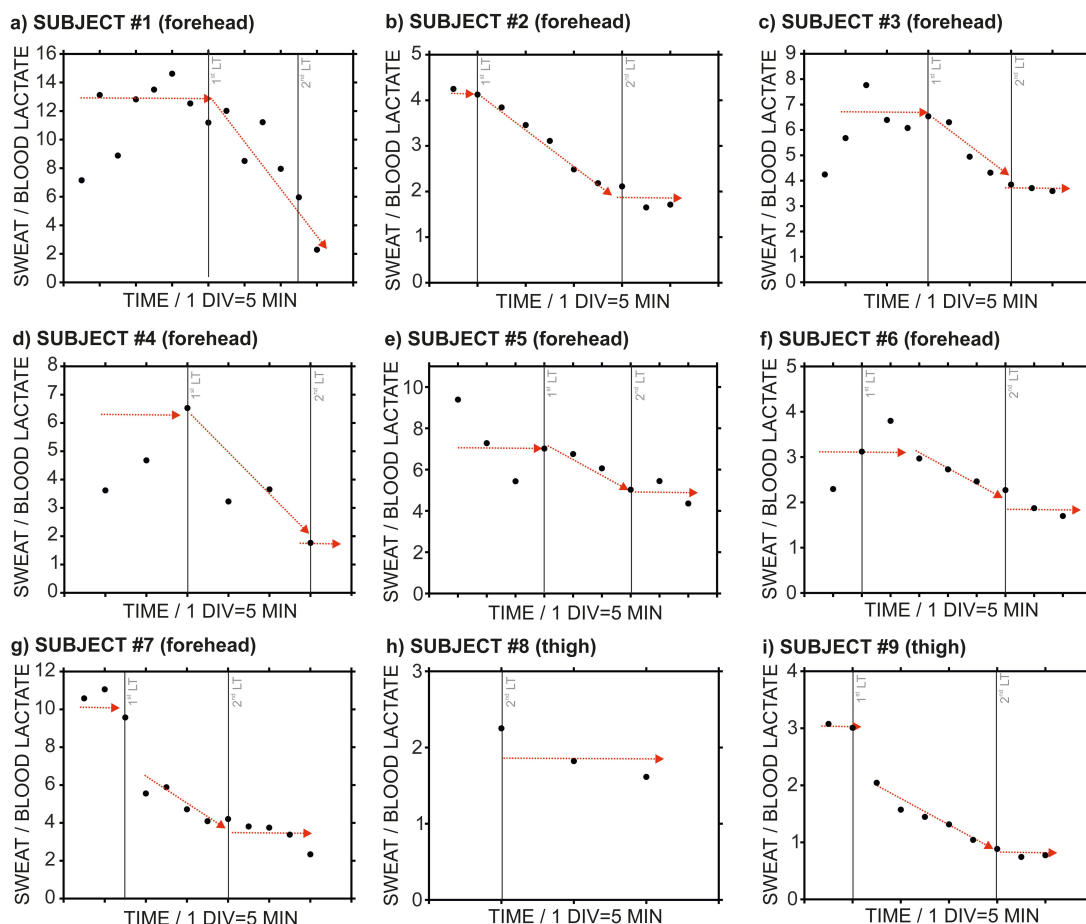 a) SUBJECT #1 (forehead)
SWEAT / BLOOD LACTATE
16
14
12
10
8
6
4
2
0
1st LT
2nd LT
TIME / 1 DIV=5 MIN
b) SUBJECT #2 (forehead)
SWEAT / BLOOD LACTATE
5
4
3
2
1
0
1st LT
2nd LT
TIME / 1 DIV=5 MIN
c) SUBJECT #3 (forehead)
SWEAT / BLOOD LACTATE
9
8
7
6
5
4
3
2
1
0
1st LT
2nd LT
TIME / 1 DIV=5 MIN
d) SUBJECT #4 (forehead)
SWEAT / BLOOD LACTATE
8
7
6
5
4
3
2
1
0
1st LT
2st LT
TIME / 1 DIV=5 MIN
e) SUBJECT #5 (forehead)
SWEAT / BLOOD LACTATE
10
8
6
4
2
0
1st LT
2nd LT
TIME / 1 DIV=5 MIN
f) SUBJECT #6 (forehead)
SWEAT / BLOOD LACTATE
5
4
3
2
1
0
1st LT
2nd LT
TIME / 1 DIV=5 MIN
g) SUBJECT #7 (forehead)
SWEAT / BLOOD LACTATE
12
10
8
6
4
2
0
1st LT
2nd LT
TIME / 1 DIV=5 MIN
h) SUBJECT #8 (thigh)
SWEAT / BLOOD LACTATE
3
2
1
0
2nd LT
TIME / 1 DIV=5 MIN
i) SUBJECT #9 (thigh)
SWEAT / BLOOD LACTATE
4
3
2
1
0
1st LT
2nd LT
TIME / 1 DIV=5 MIN